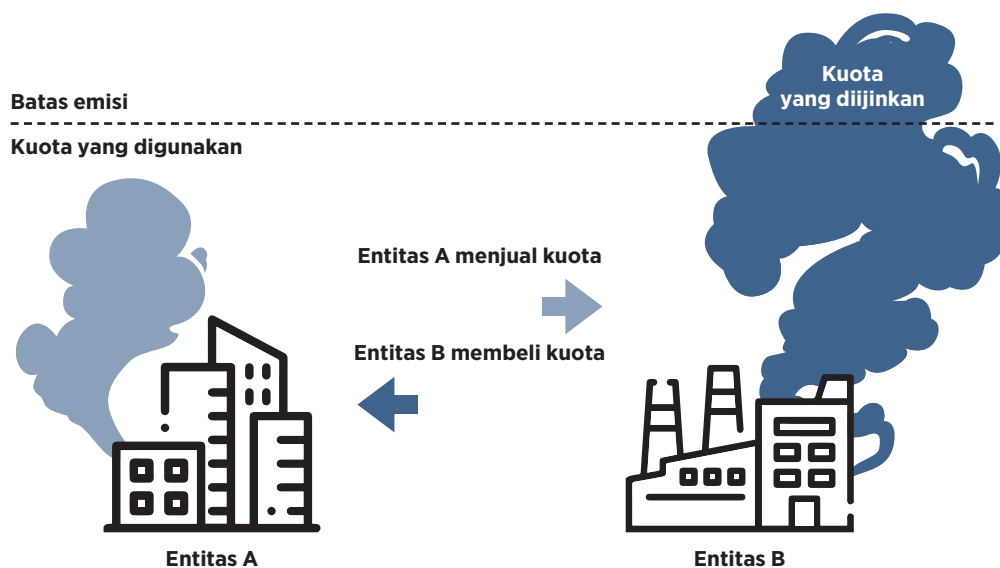 Kuota
yang diijinkan
Batas emisi
Kuota yang digunakan
Entitas A menjual kuota
Entitas B membeli kuota
Entitas A
Entitas B